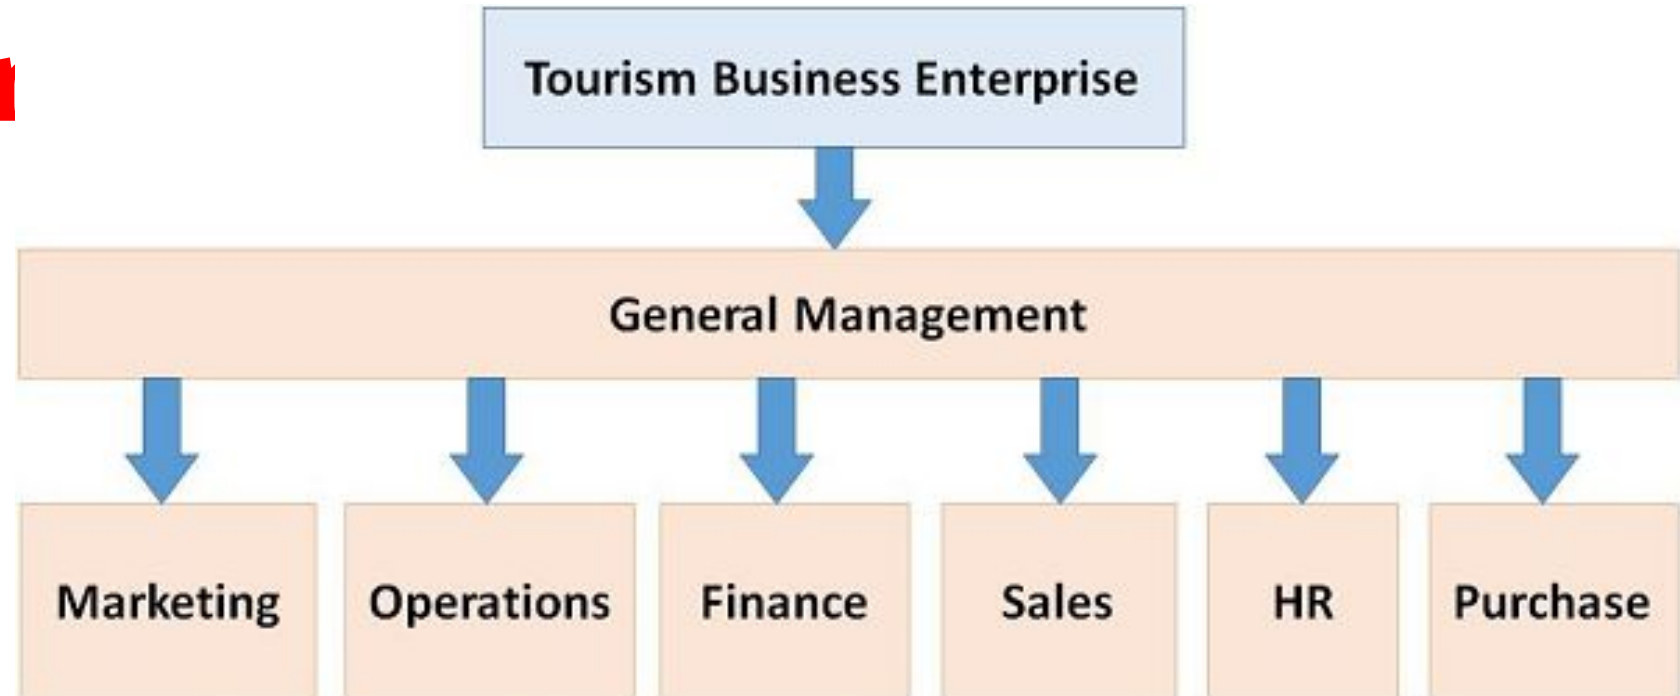 Tourism Business Enterprise
General Management
Marketing
Operations
Finance
Sales
HR
Purchase